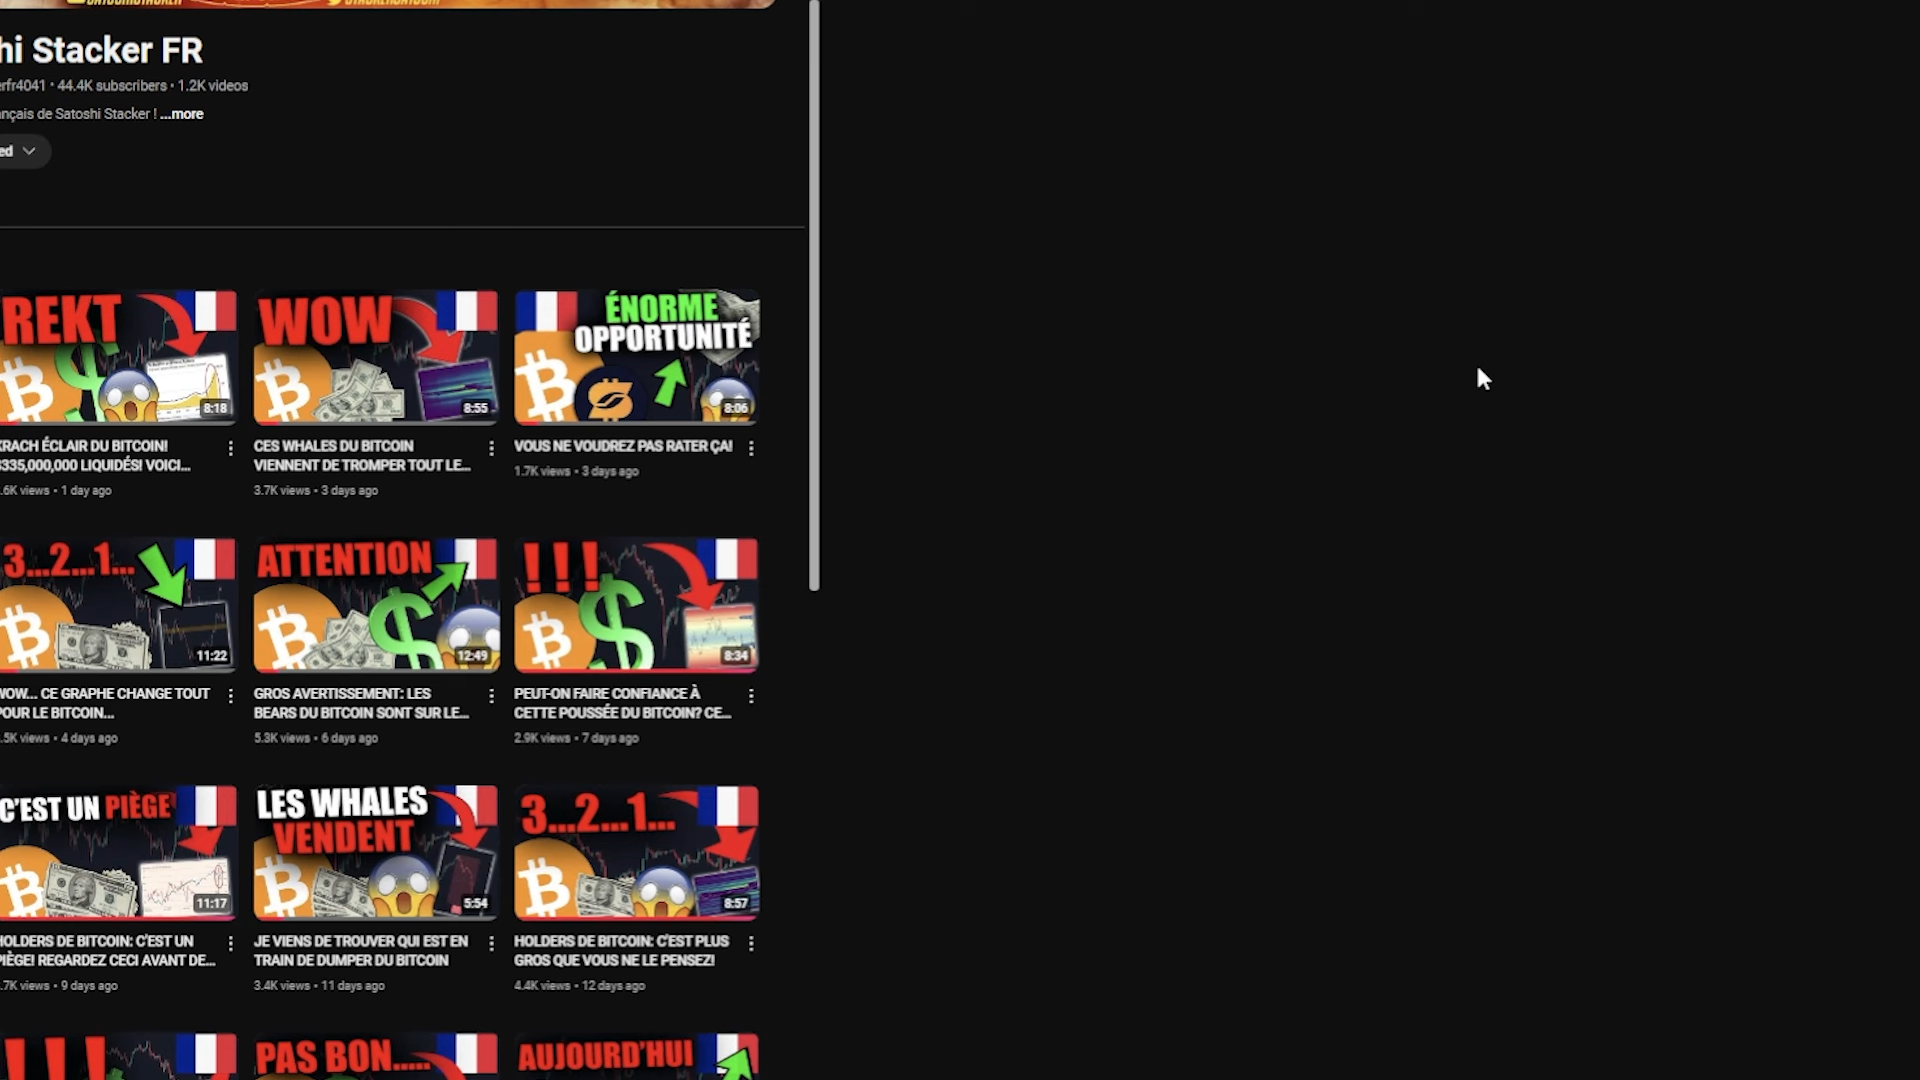 hi Stacker FR
rfr4041 • 44.4K subscribers • 1.2K videos
nçais de Satoshi Stacker ! ...more
ed
REKT
8:18
WOW
8:55
ÉNORME
OPPORTUNITÉ
8:06
KRACH ÉCLAIR DU BITCOIN!
$335,000,000 LIQUIDÉS! VOICI...
.6K views • 1 day ago
CES WHALES DU BITCOIN
VIENNENT DE TROMPER TOUT LE...
3.7K views • 3 days ago
VOUS NE VOUDREZ PAS RATER ÇA!
1.7K views • 3 days ago
3...2...1...
11:22
ATTENTION
12:49
!!!
8:34
WOW... CE GRAPHE CHANGE TOUT
POUR LE BITCOIN...
.5K views • 4 days ago
GROS AVERTISSEMENT: LES
BEARS DU BITCOIN SONT SUR LE...
5.3K views • 6 days ago
PEUT-ON FAIRE CONFIANCE À
CETTE POUSSÉE DU BITCOIN? CE...
2.9K views • 7 days ago
C'EST UN PIÈGE
11:17
LES WHALES
VENDENT
5:54
3...2...1...
8:57
HOLDERS DE BITCOIN: C'EST UN
PIÈGE! REGARDEZ CECI AVANT DE...
.7K views • 9 days ago
JE VIENS DE TROUVER QUI EST EN
TRAIN DE DUMPER DU BITCOIN
3.4K views • 11 days ago
HOLDERS DE BITCOIN: C'EST PLUS
GROS QUE VOUS NE LE PENSEZ!
4.4K views • 12 days ago
!!!
PAS BON.....
AUJOURD'HUI